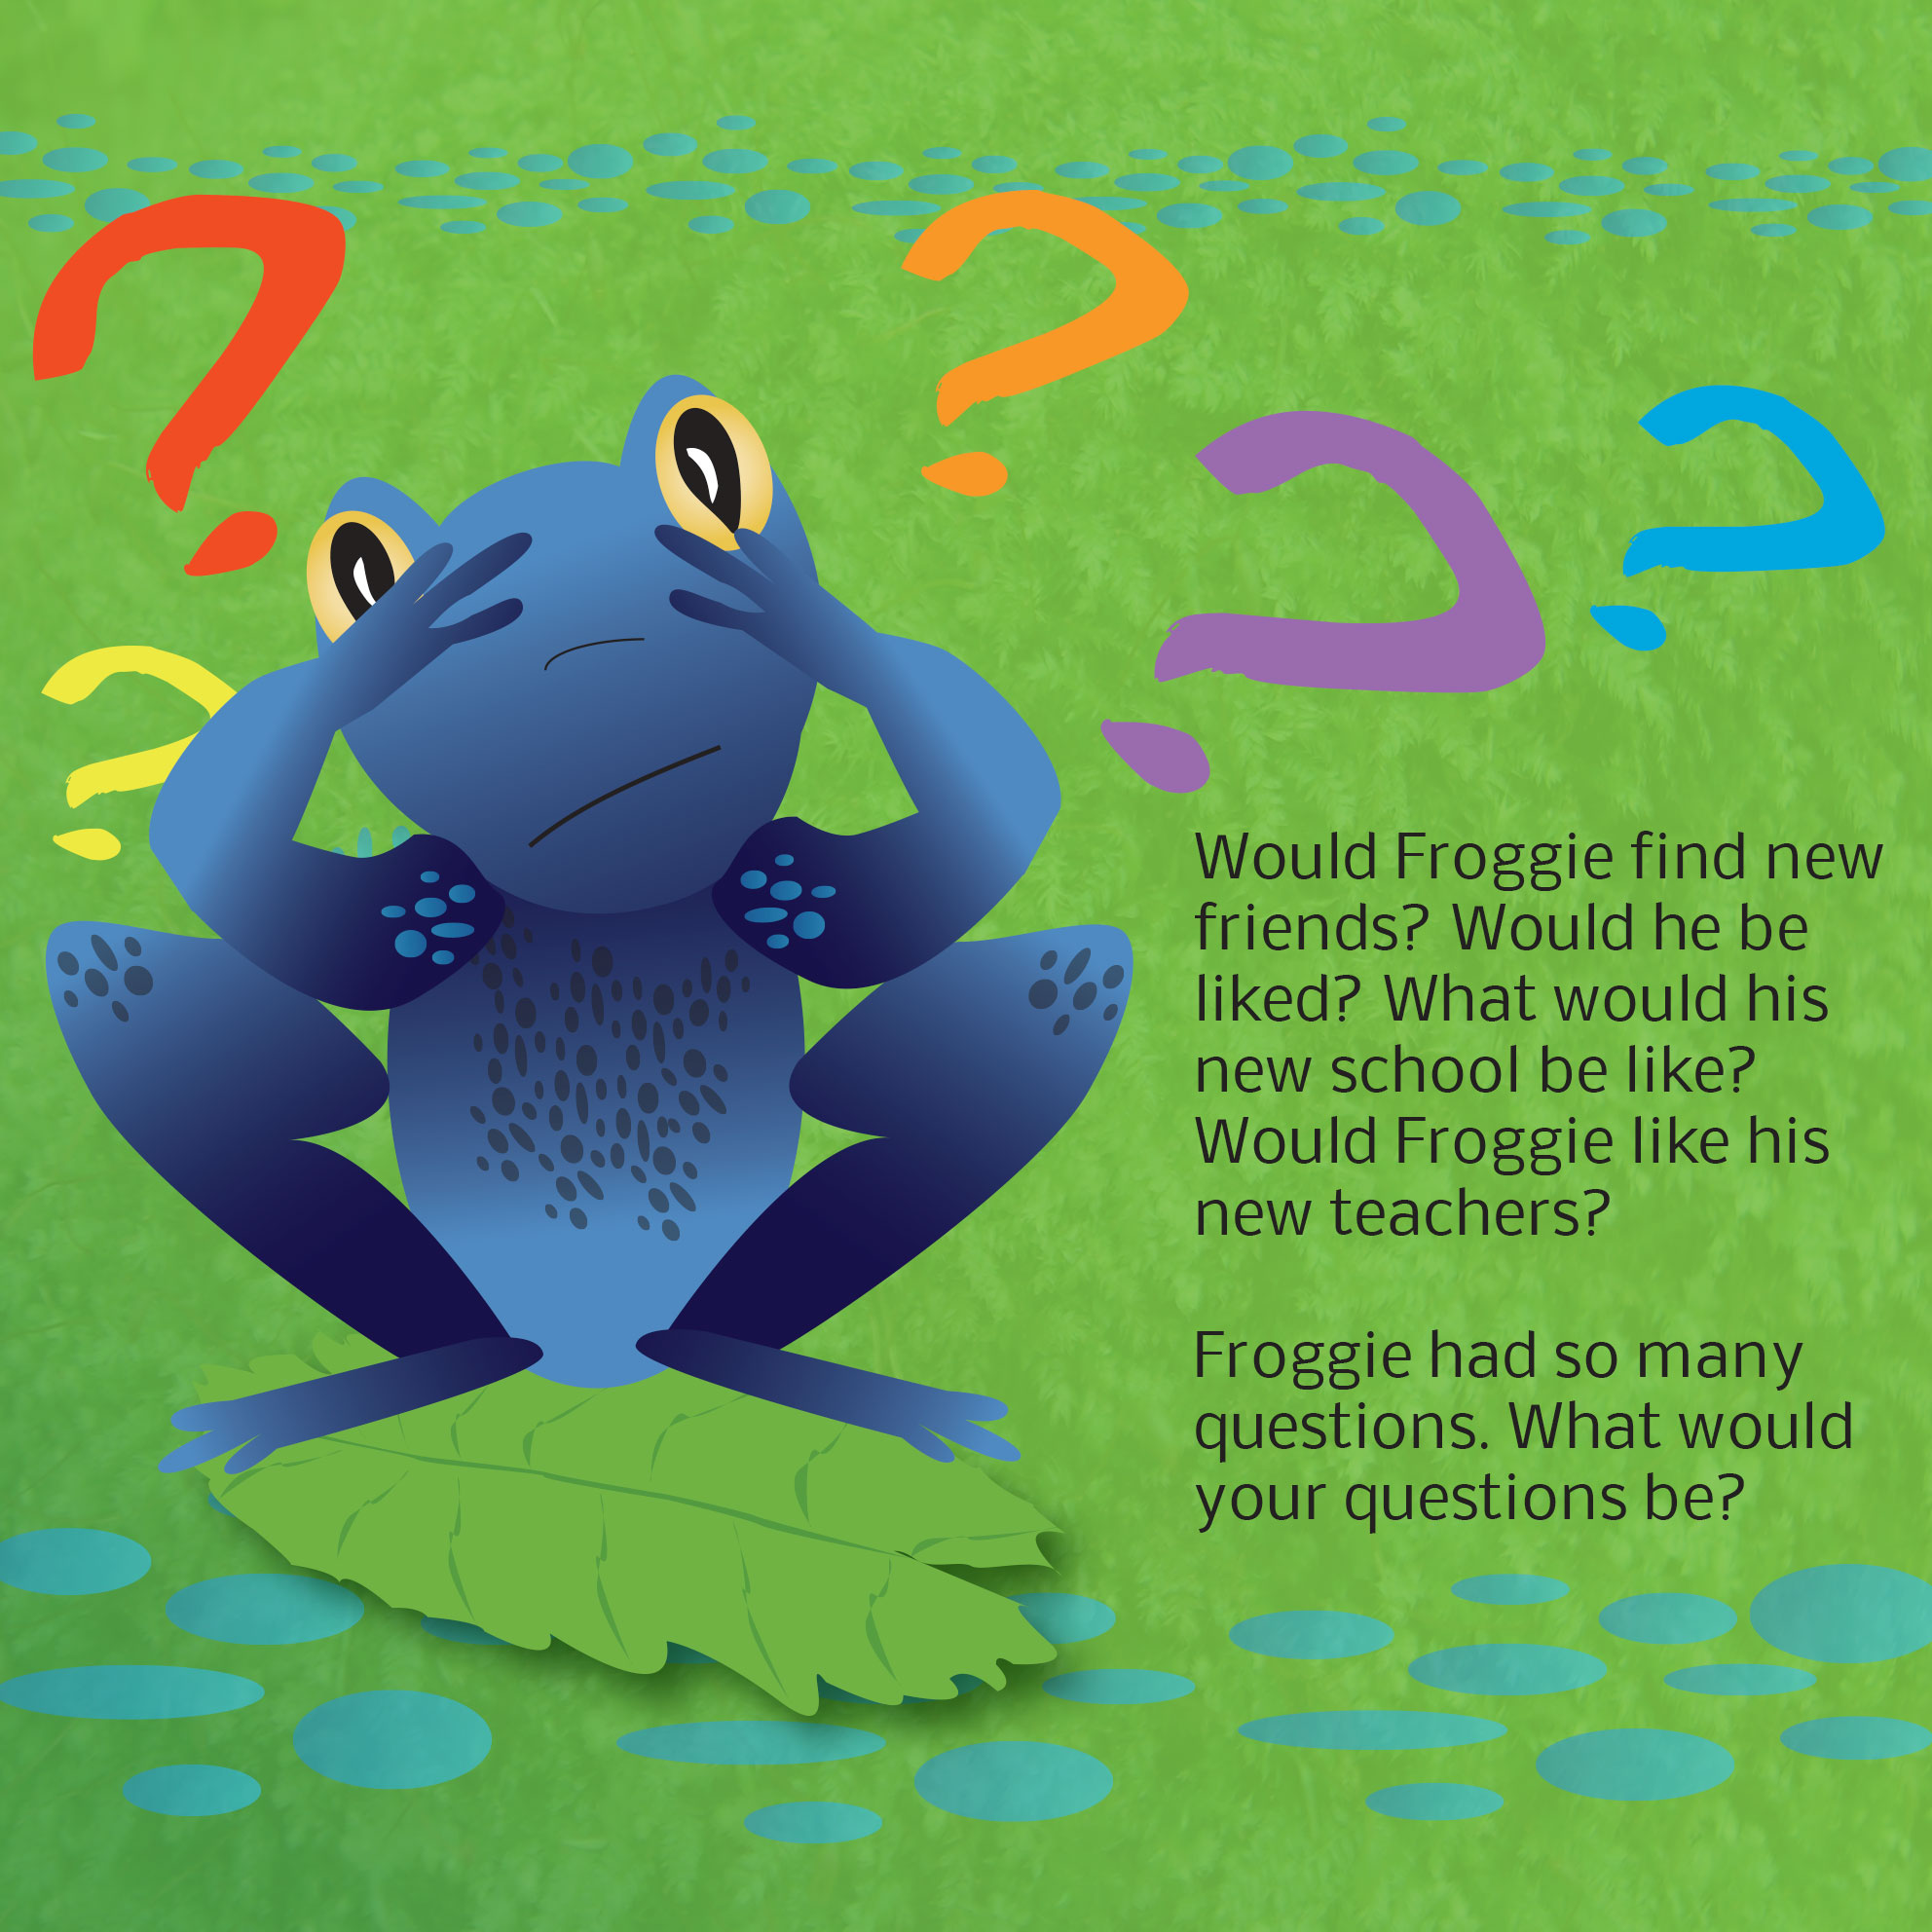 ?
?
?
?
?
Would Froggie find new
friends? Would he be
liked? What would his
new school be like?
Would Froggie like his
new teachers?
Froggie had so many
questions. What would
your questions be?